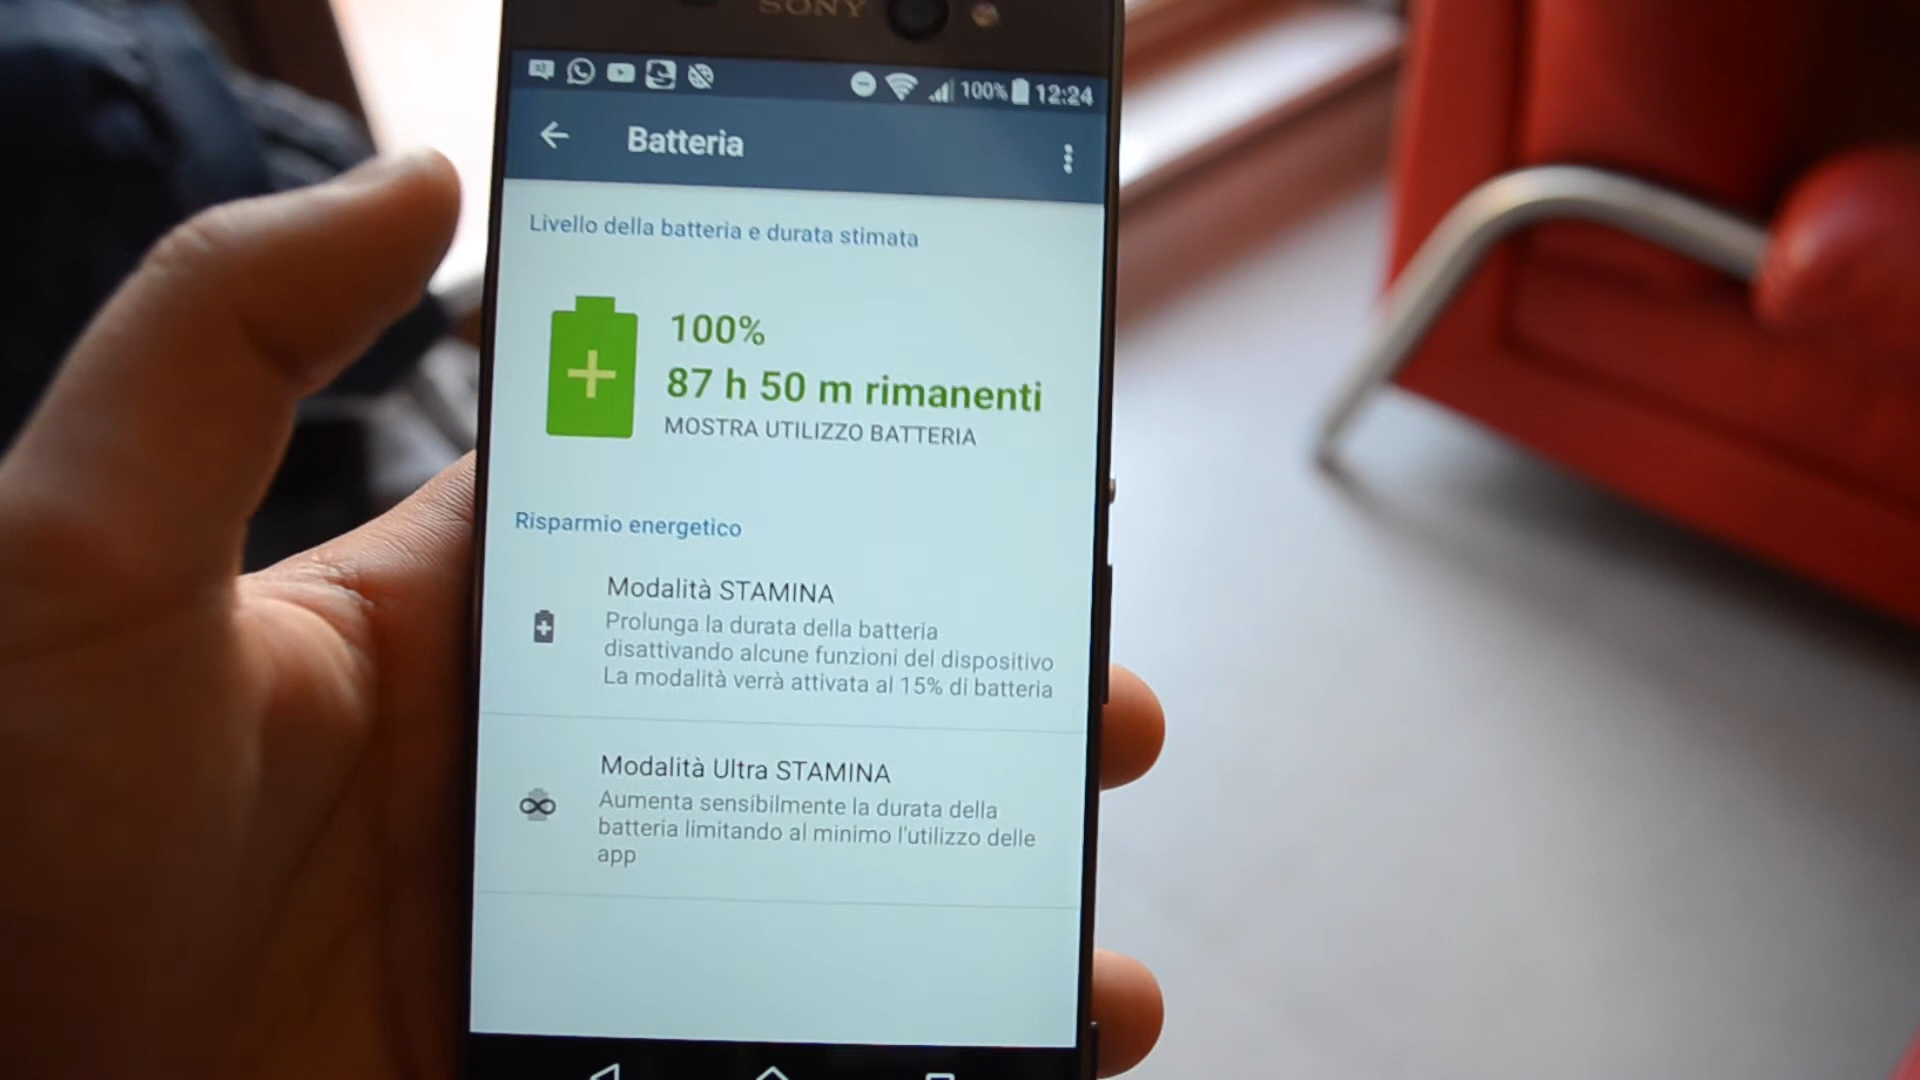 SONY
100% 12:24
Batteria
Livello della batteria e durata stimata
100%
87 h 50 m rimanenti
MOSTRA UTILIZZO BATTERIA
Risparmio energetico
Modalità STAMINA
Prolunga la durata della batteria
disattivando alcune funzioni del dispositivo
La modalità verrà attivata al 15% di batteria
Modalità Ultra STAMINA
Aumenta sensibilmente la durata della
batteria limitando al minimo l'utilizzo delle
app